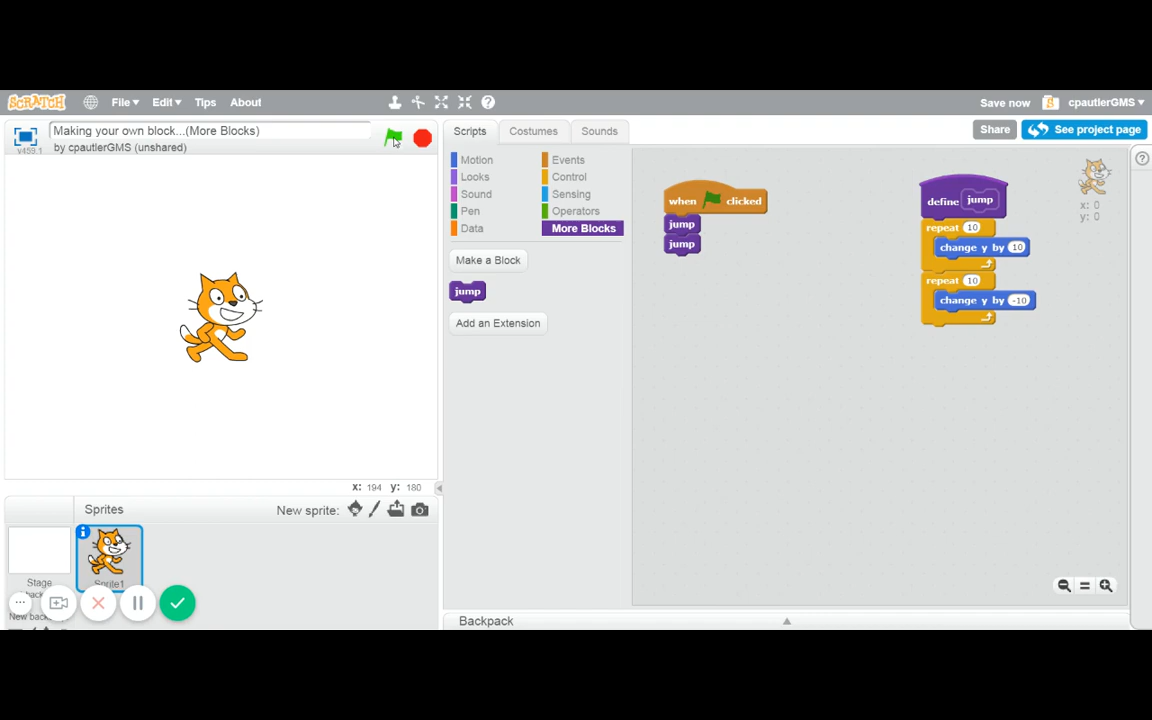 SCRATCH File▾ Edit▾ Tips About Save now cpautlerGMS ▾
Making your own block...(More Blocks)
by cpautlerGMS (unshared)
v459.1
Scripts Costumes Sounds
Share See project page
Motion Events
Looks Control
Sound Sensing
Pen Operators
Data More Blocks
Make a Block
jump
Add an Extension
when clicked
jump
jump
define jump
repeat 10
change y by 10
repeat 10
change y by -10
x: 0
y: 0
x: 194 y: 180
Sprites New sprite:
Stage
Sprite1
New
Backpack